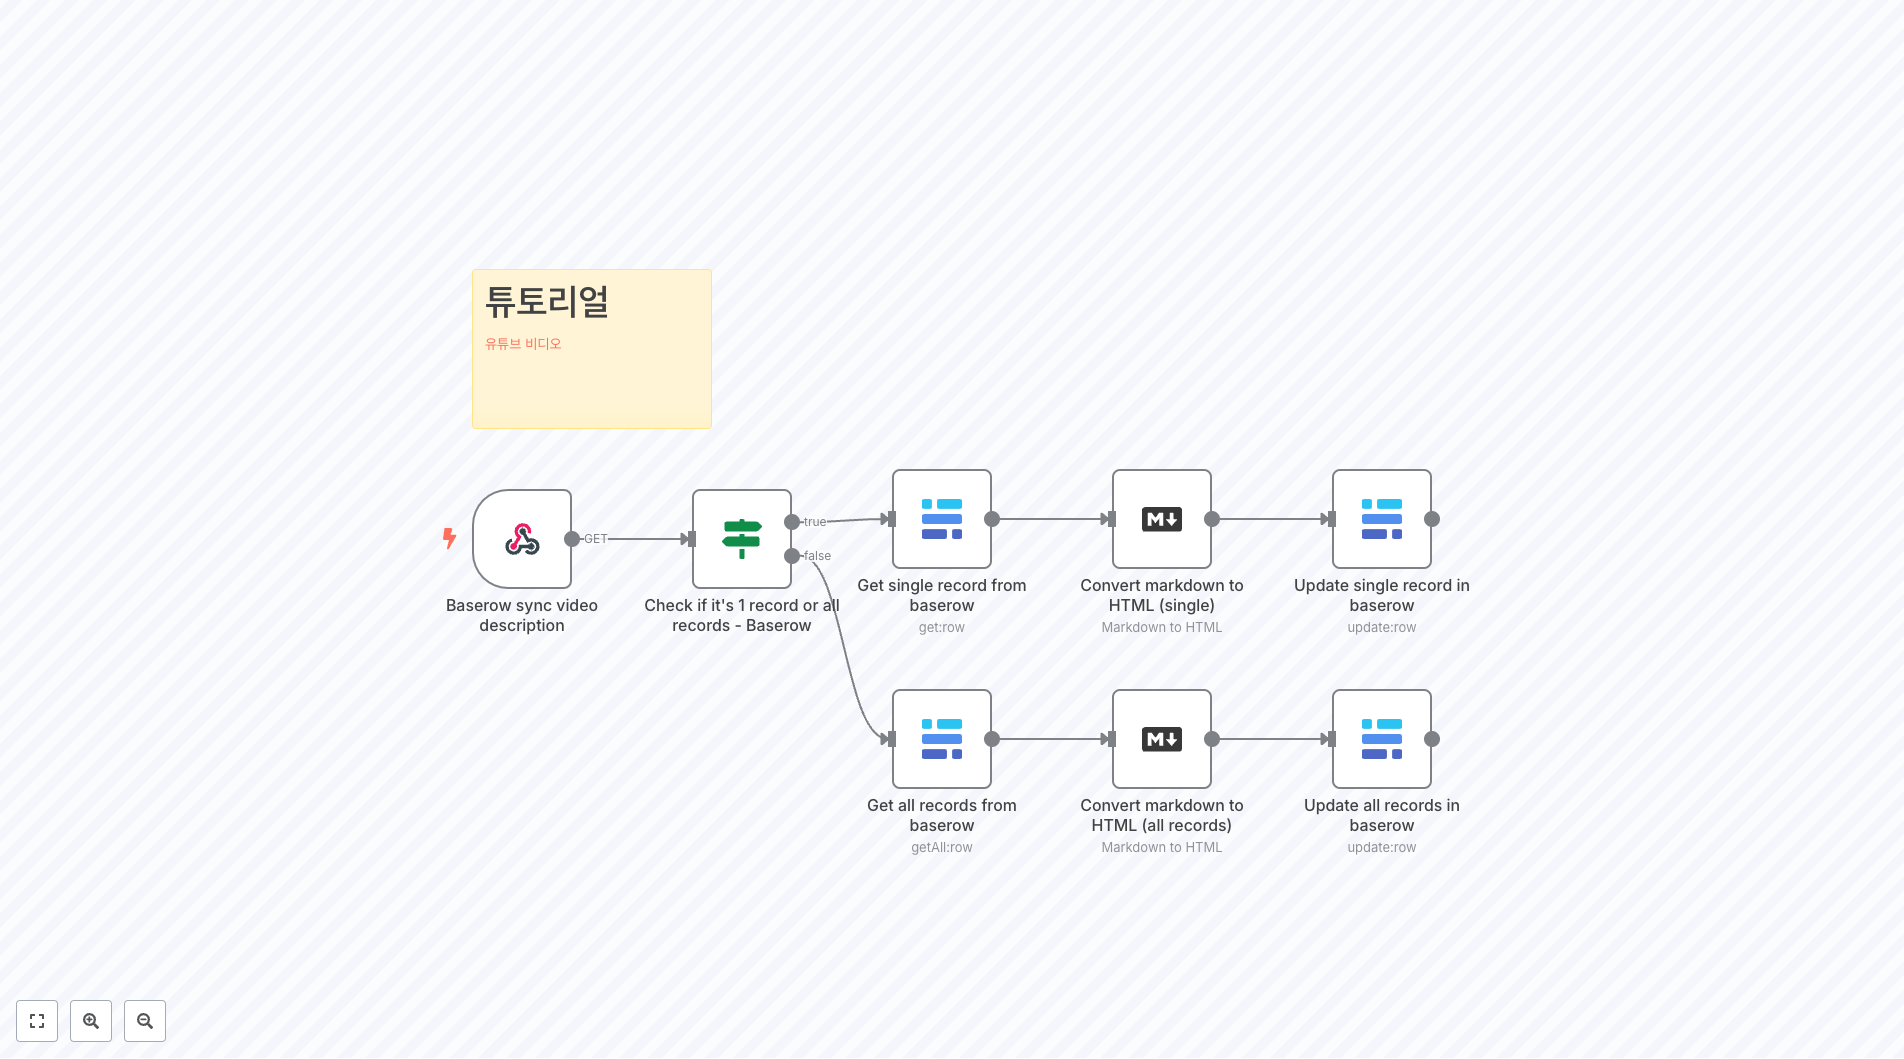 튜토리얼
유튜브 비디오
GET
true
false
Baserow sync video
description
Check if it's 1 record or all
records - Baserow
Get single record from
baserow
get:row
M
Convert markdown to
HTML (single)
Markdown to HTML
Update single record in
baserow
update:row
Get all records from
baserow
getAll:row
M
Convert markdown to
HTML (all records)
Markdown to HTML
Update all records in
baserow
update:row